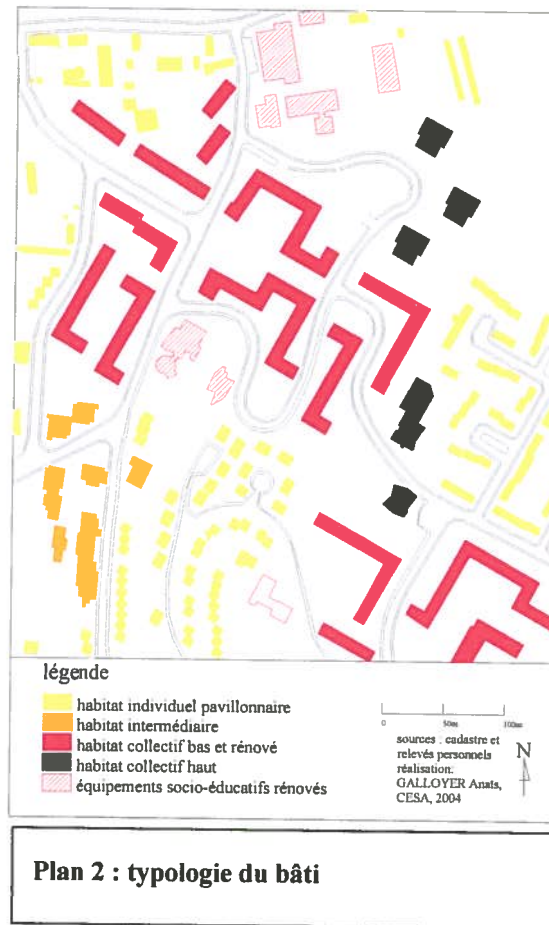 légende
habitat individuel pavillonnaire
habitat intermédiaire
habitat collectif bas et rénové
habitat collectif haut
équipements socio-éducatifs rénovés
0 50m 100m
sources : cadastre et
relevés personnels
réalisation:
GALLOYER Anaïs,
CESA, 2004
N
Plan 2 : typologie du bâti